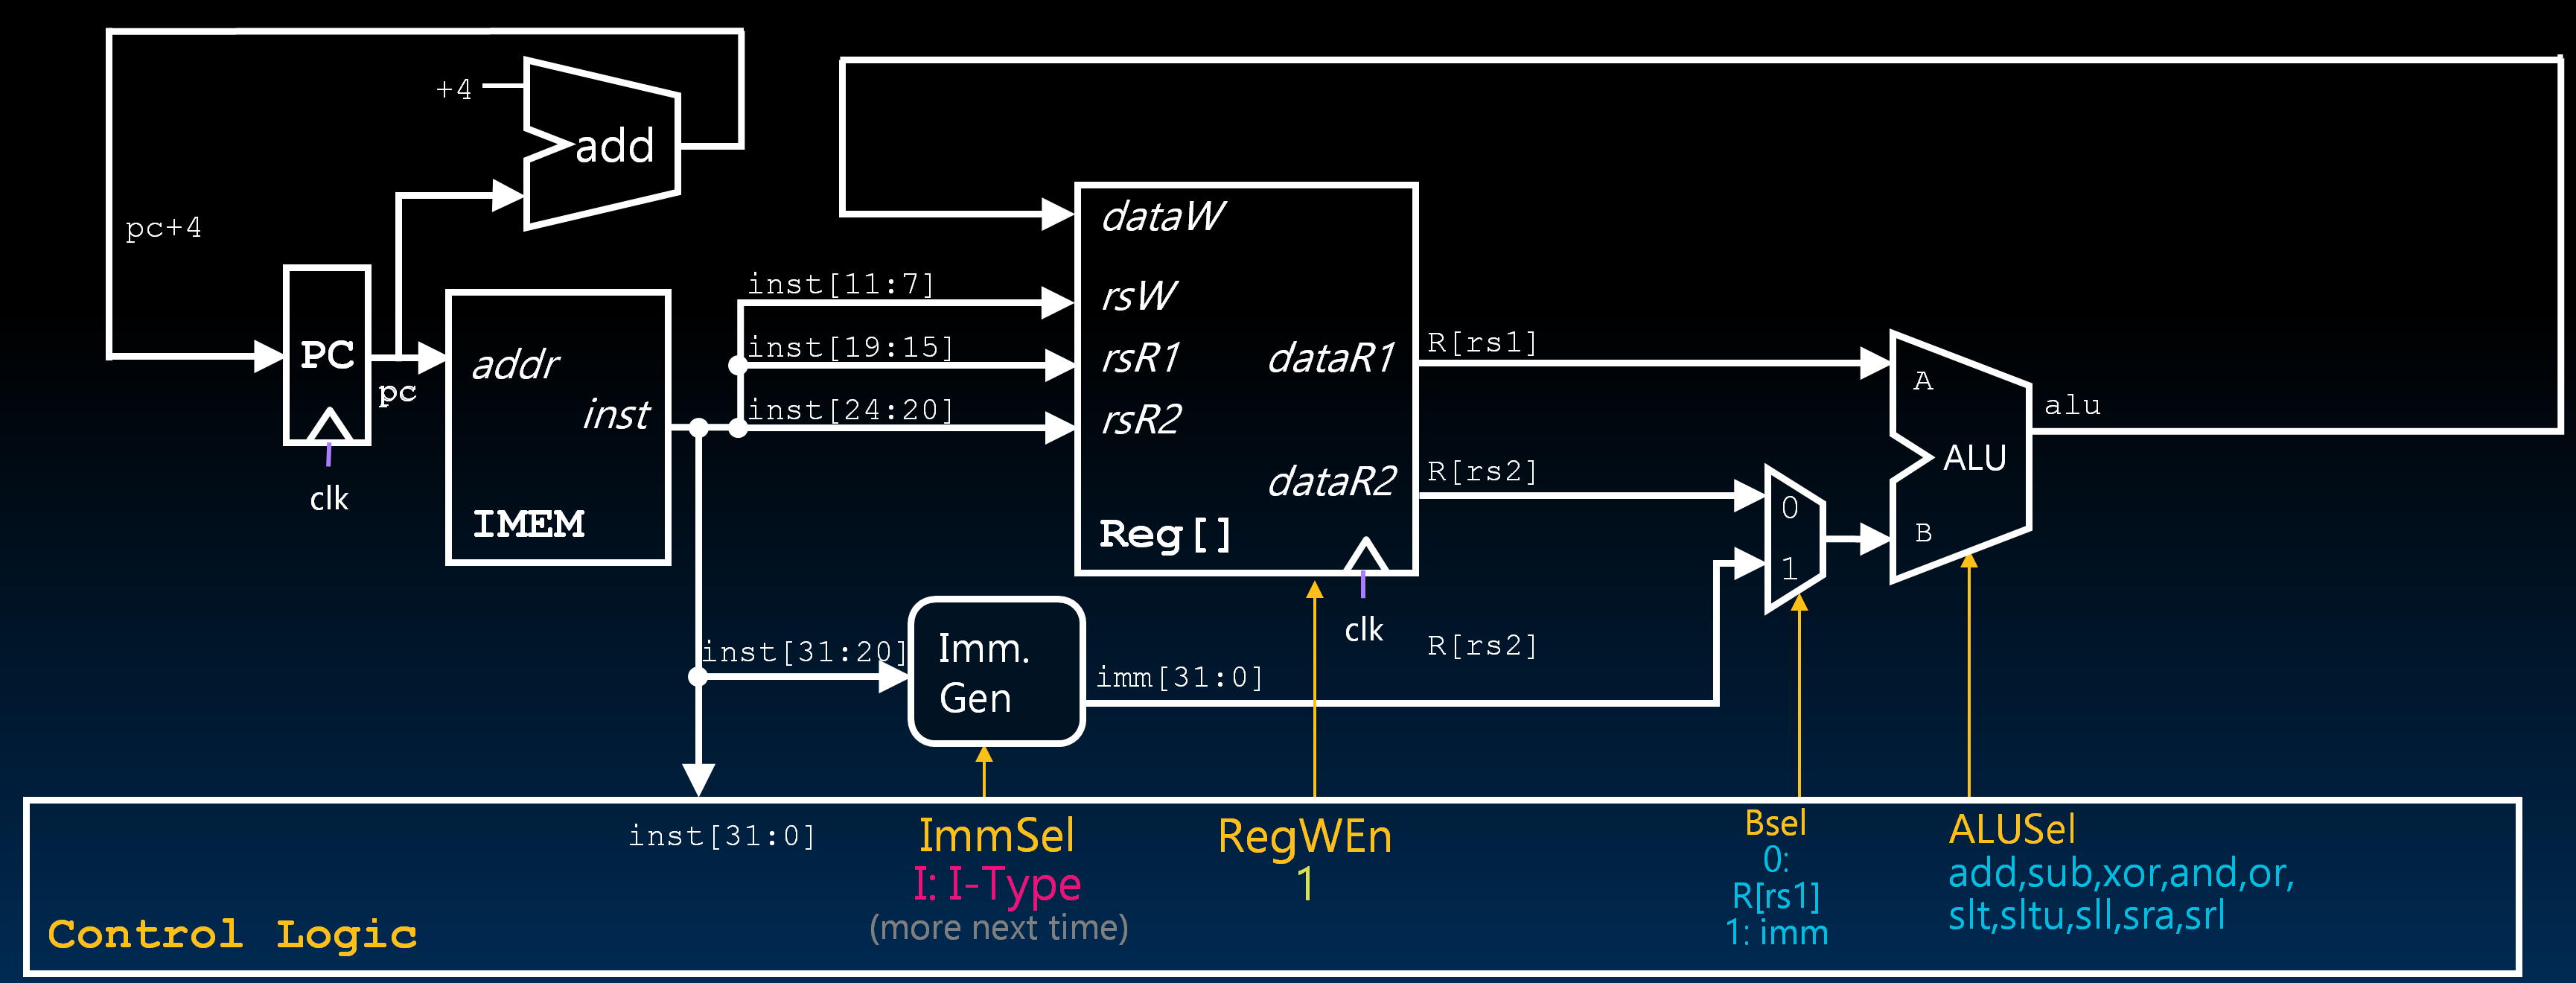 +4
add
pc+4
PC
pc
clk
addr
inst
IMEM
inst[11:7]
inst[19:15]
inst[24:20]
dataW
rsW
rsR1
rsR2
dataR1
dataR2
Reg[]
clk
R[rs1]
R[rs2]
0
1
A
B
ALU
alu
inst[31:20]
Imm.
Gen
imm[31:0]
R[rs2]
inst[31:0]
Control Logic
ImmSel
I: I-Type
(more next time)
RegWEn
1
Bsel
0:
R[rs1]
1: imm
ALUSel
add,sub,xor,and,or,
slt,sltu,sll,sra,srl